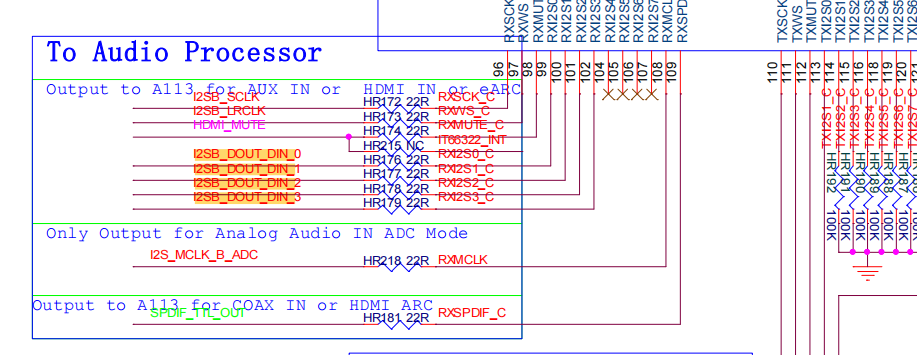 RXSCK
RXWS
RXMUT
RXI2S0
RXI2S1
RXI2S2
RXI2S3
RXI2S4
RXI2S5
RXI2S6
RXI2S7
RXMCL
RXSPD
TXSCK
TXWS
TXMUT
TXI2S0
TXI2S1
TXI2S2
TXI2S3
TXI2S4
TXI2S5
TXI2S6
To Audio Processor
96
97
98
99
100
101
102
104
105
106
107
108
109
110
111
112
113
114
115
116
118
119
120
121
Output to A113 for AUX IN or HDMI IN or eARC
I2SB_SCLK HR172 22R RXSCK_C
I2SB_LRCLK HR173 22R RXWS_C
HDMI_MUTE HR174 22R RXMUTE_C
HR215 NC IT66322_INT
I2SB_DOUT_DIN_0 HR176 22R RXI2S0_C
I2SB_DOUT_DIN_1 HR177 22R RXI2S1_C
I2SB_DOUT_DIN_2 HR178 22R RXI2S2_C
I2SB_DOUT_DIN_3 HR179 22R RXI2S3_C
TXI2S1_C
TXI2S2_C
TXI2S3_C
TXI2S4_C
TXI2S5_C
TXI2S6_C
TXI2S7_C
HR192
HR191
HR190
HR189
HR188
HR187
100K
100K
100K
100K
100K
100K
Only Output for Analog Audio IN ADC Mode
I2S_MCLK_B_ADC HR218 22R RXMCLK
Output to A113 for COAX IN or HDMI ARC
SPDIF_TTL_OUT HR181 22R RXSPDIF_C